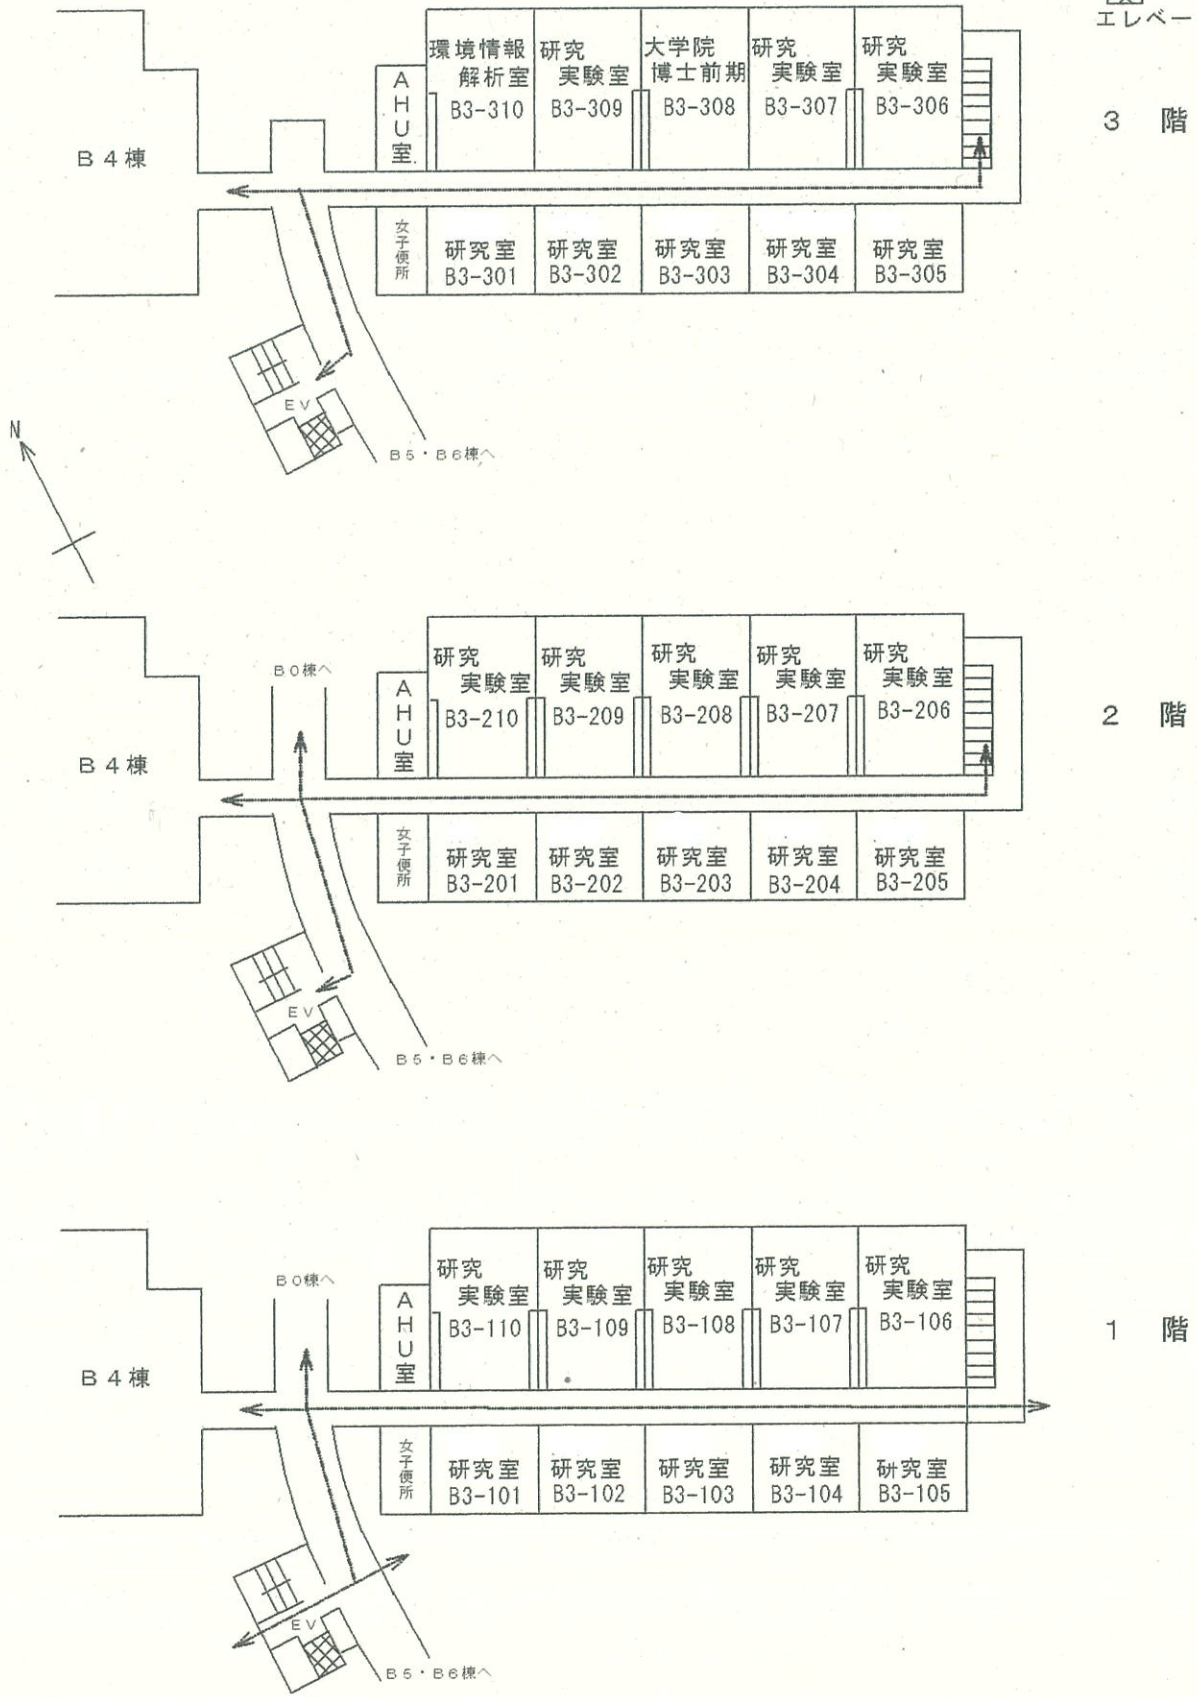 エレベー
3 階
環境情報
解析室
B3-310
研究
実験室
B3-309
大学院
博士前期
B3-308
研究
実験室
B3-307
研究
実験室
B3-306
AHU室
B4棟
女子便所
研究室
B3-301
研究室
B3-302
研究室
B3-303
研究室
B3-304
研究室
B3-305
EV
B5・B6棟へ
N
2 階
B0棟へ
研究
実験室
B3-210
研究
実験室
B3-209
研究
実験室
B3-208
研究
実験室
B3-207
研究
実験室
B3-206
AHU室
B4棟
女子便所
研究室
B3-201
研究室
B3-202
研究室
B3-203
研究室
B3-204
研究室
B3-205
EV
B5・B6棟へ
1 階
B0棟へ
研究
実験室
B3-110
研究
実験室
B3-109
研究
実験室
B3-108
研究
実験室
B3-107
研究
実験室
B3-106
AHU室
B4棟
女子便所
研究室
B3-101
研究室
B3-102
研究室
B3-103
研究室
B3-104
研究室
B3-105
EV
B5・B6棟へ